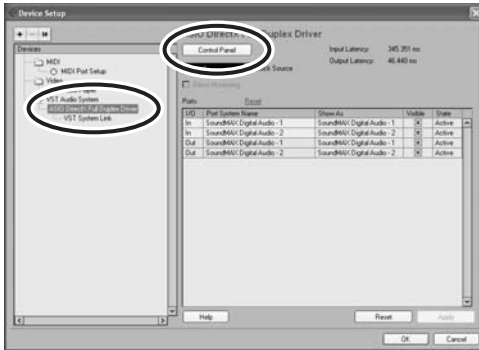 Device Setup
ASIO DirectX Full Duplex Driver
+ - |◄
Devices
Control Panel
Input Latency: 345.351 ms
Output Latency: 46.440 ms
MIDI
MIDI Port Setup
Clock Source
Video
Player
Direct Monitoring
VST Audio System
ASIO DirectX Full Duplex Driver
VST System Link
Ports Reset
I/O Port System Name Show As Visible State
In SoundMAX Digital Audio - 1 SoundMAX Digital Audio - 1 x Active
In SoundMAX Digital Audio - 2 SoundMAX Digital Audio - 2 x Active
Out SoundMAX Digital Audio - 1 SoundMAX Digital Audio - 1 x Active
Out SoundMAX Digital Audio - 2 SoundMAX Digital Audio - 2 x Active
Help Reset Apply
OK Cancel